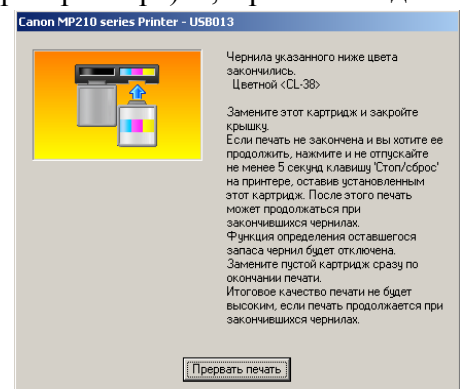 Canon MP210 series Printer - USB013
Чернила указанного ниже цвета
закончились.
Цветной <CL-38>
Замените этот картридж и закройте
крышку.
Если печать не закончена и вы хотите ее
продолжить, нажмите и не отпускайте
не менее 5 секунд клавишу 'Стоп/сброс'
на принтере, оставив установленным
этот картридж. После этого печать
может продолжаться при
закончившихся чернилах.
Функция определения оставшегося
запаса чернил будет отключена.
Замените пустой картридж сразу по
окончании печати.
Итоговое качество печати не будет
высоким, если печать продолжается при
закончившихся чернилах.
Прервать печать